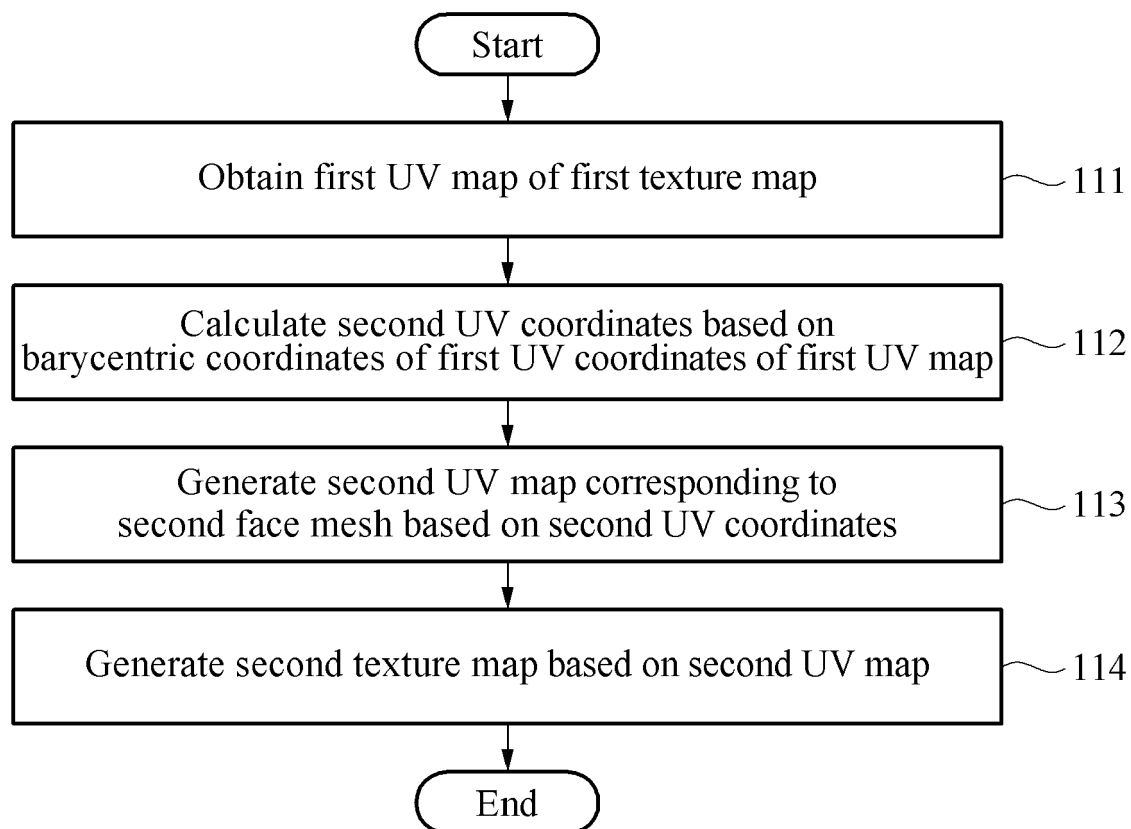 Start
Obtain first UV map of first texture map
111
Calculate second UV coordinates based on
barycentric coordinates of first UV coordinates of first UV map
112
Generate second UV map corresponding to
second face mesh based on second UV coordinates
113
Generate second texture map based on second UV map
114
End